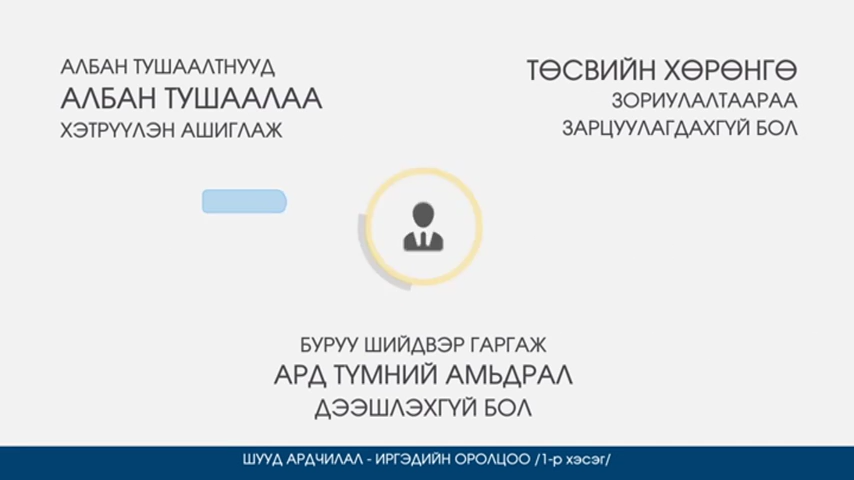 АЛБАН ТУШААЛТНУУД
АЛБАН ТУШААЛАА
ХЭТРҮҮЛЭН АШИГЛАЖ
ТӨСВИЙН ХӨРӨНГӨ
ЗОРИУЛАЛТААРАА
ЗАРЦУУЛАГДАХГҮЙ БОЛ
БУРУУ ШИЙДВЭР ГАРГАЖ
АРД ТҮМНИЙ АМЬДРАЛ
ДЭЭШЛЭХГҮЙ БОЛ
ШУУД АРДЧИЛАЛ - ИРГЭДИЙН ОРОЛЦОО /1-р хэсэг/